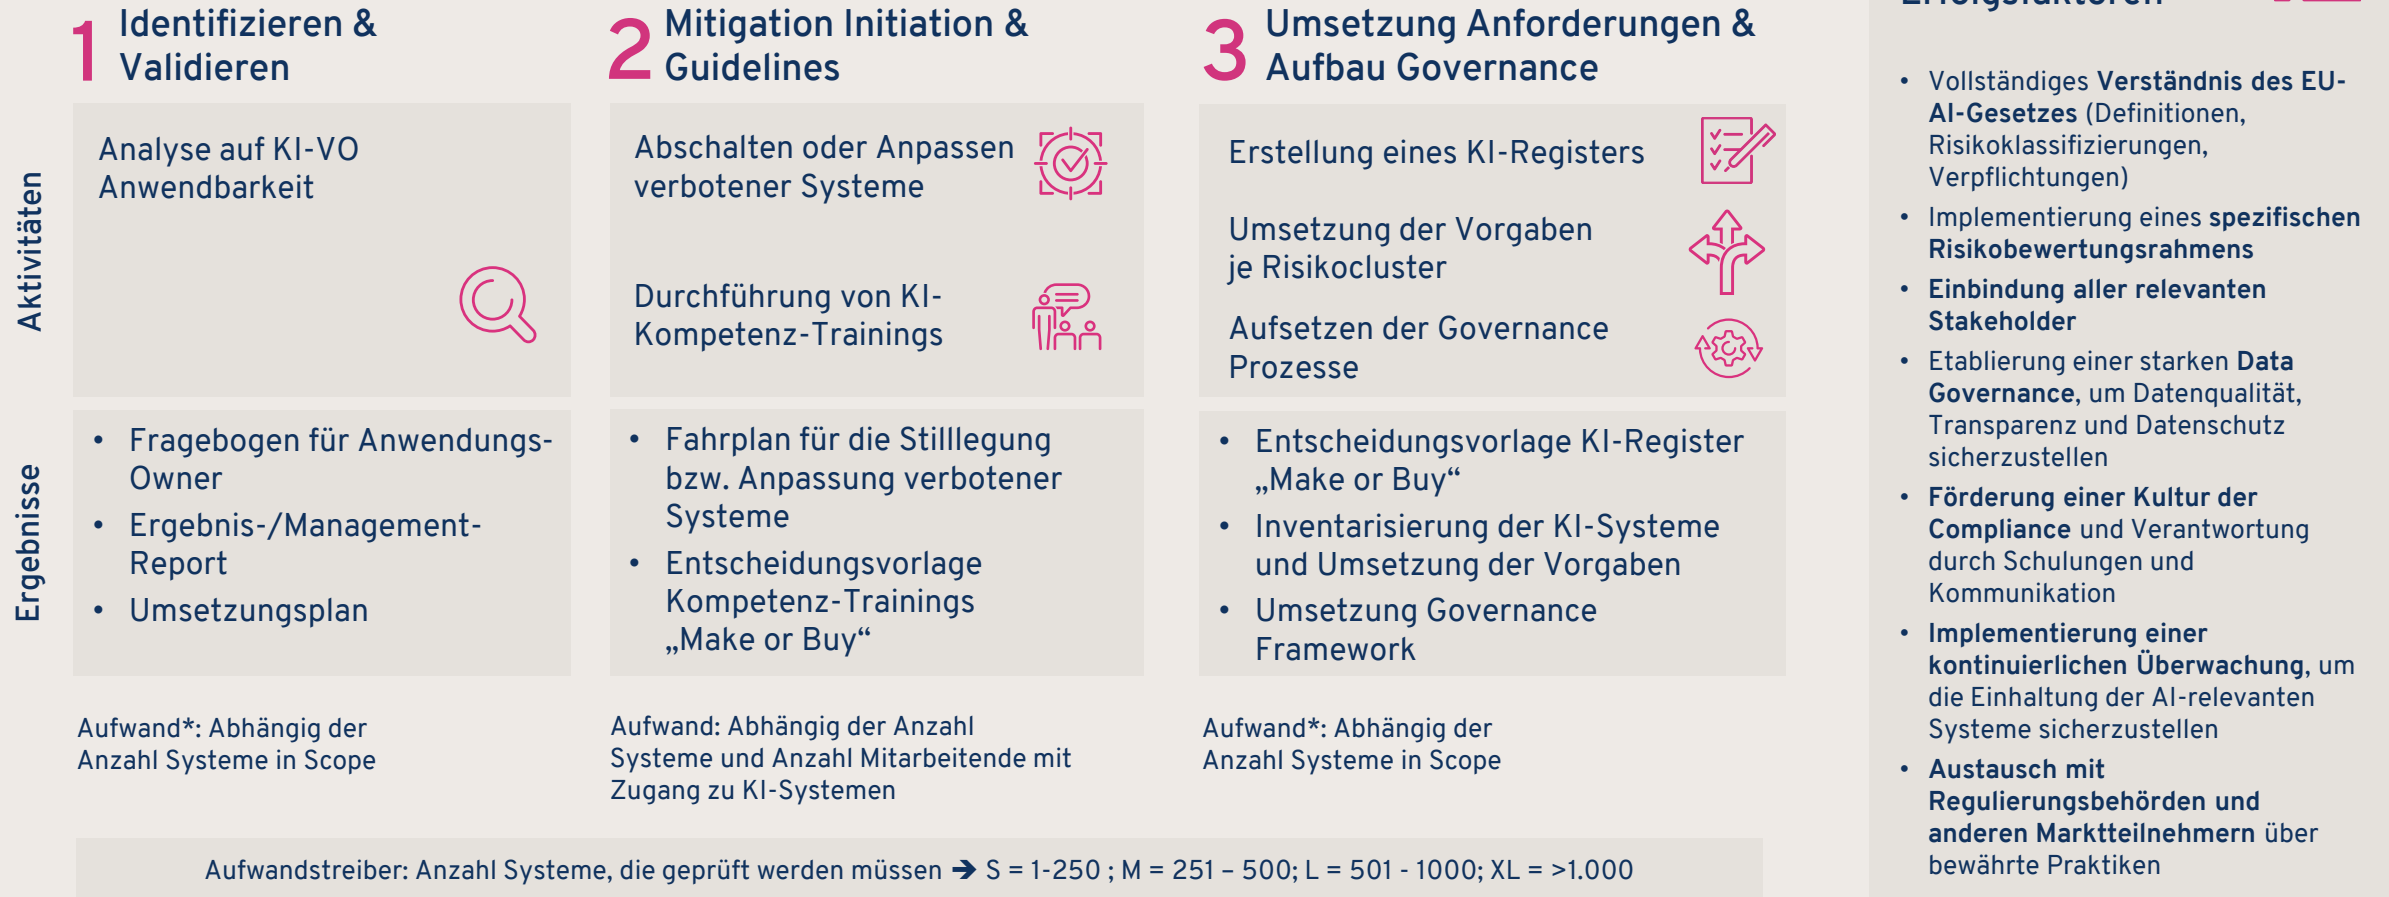 1 Identifizieren &
Validieren
2 Mitigation Initiation &
Guidelines
3 Umsetzung Anforderungen &
Aufbau Governance
Aktivitäten
Analyse auf KI-VO
Anwendbarkeit
Abschalten oder Anpassen
verbotener Systeme
Durchführung von KI-
Kompetenz-Trainings
Erstellung eines KI-Registers
Umsetzung der Vorgaben
je Risikocluster
Aufsetzen der Governance
Prozesse
Ergebnisse
• Fragebogen für Anwendungs-
Owner
• Ergebnis-/Management-
Report
• Umsetzungsplan
• Fahrplan für die Stilllegung
bzw. Anpassung verbotener
Systeme
• Entscheidungsvorlage
Kompetenz-Trainings
„Make or Buy“
• Entscheidungsvorlage KI-Register
„Make or Buy“
• Inventarisierung der KI-Systeme
und Umsetzung der Vorgaben
• Umsetzung Governance
Framework
Aufwand*: Abhängig der
Anzahl Systeme in Scope
Aufwand: Abhängig der Anzahl
Systeme und Anzahl Mitarbeitende mit
Zugang zu KI-Systemen
Aufwand*: Abhängig der
Anzahl Systeme in Scope
Aufwandstreiber: Anzahl Systeme, die geprüft werden müssen ➔ S = 1-250 ; M = 251 – 500; L = 501 - 1000; XL = >1.000
Erfolgsfaktoren
• Vollständiges Verständnis des EU-
AI-Gesetzes (Definitionen,
Risikoklassifizierungen,
Verpflichtungen)
• Implementierung eines spezifischen
Risikobewertungsrahmens
• Einbindung aller relevanten
Stakeholder
• Etablierung einer starken Data
Governance, um Datenqualität,
Transparenz und Datenschutz
sicherzustellen
• Förderung einer Kultur der
Compliance und Verantwortung
durch Schulungen und
Kommunikation
• Implementierung einer
kontinuierlichen Überwachung, um
die Einhaltung der AI-relevanten
Systeme sicherzustellen
• Austausch mit
Regulierungsbehörden und
anderen Marktteilnehmern über
bewährte Praktiken